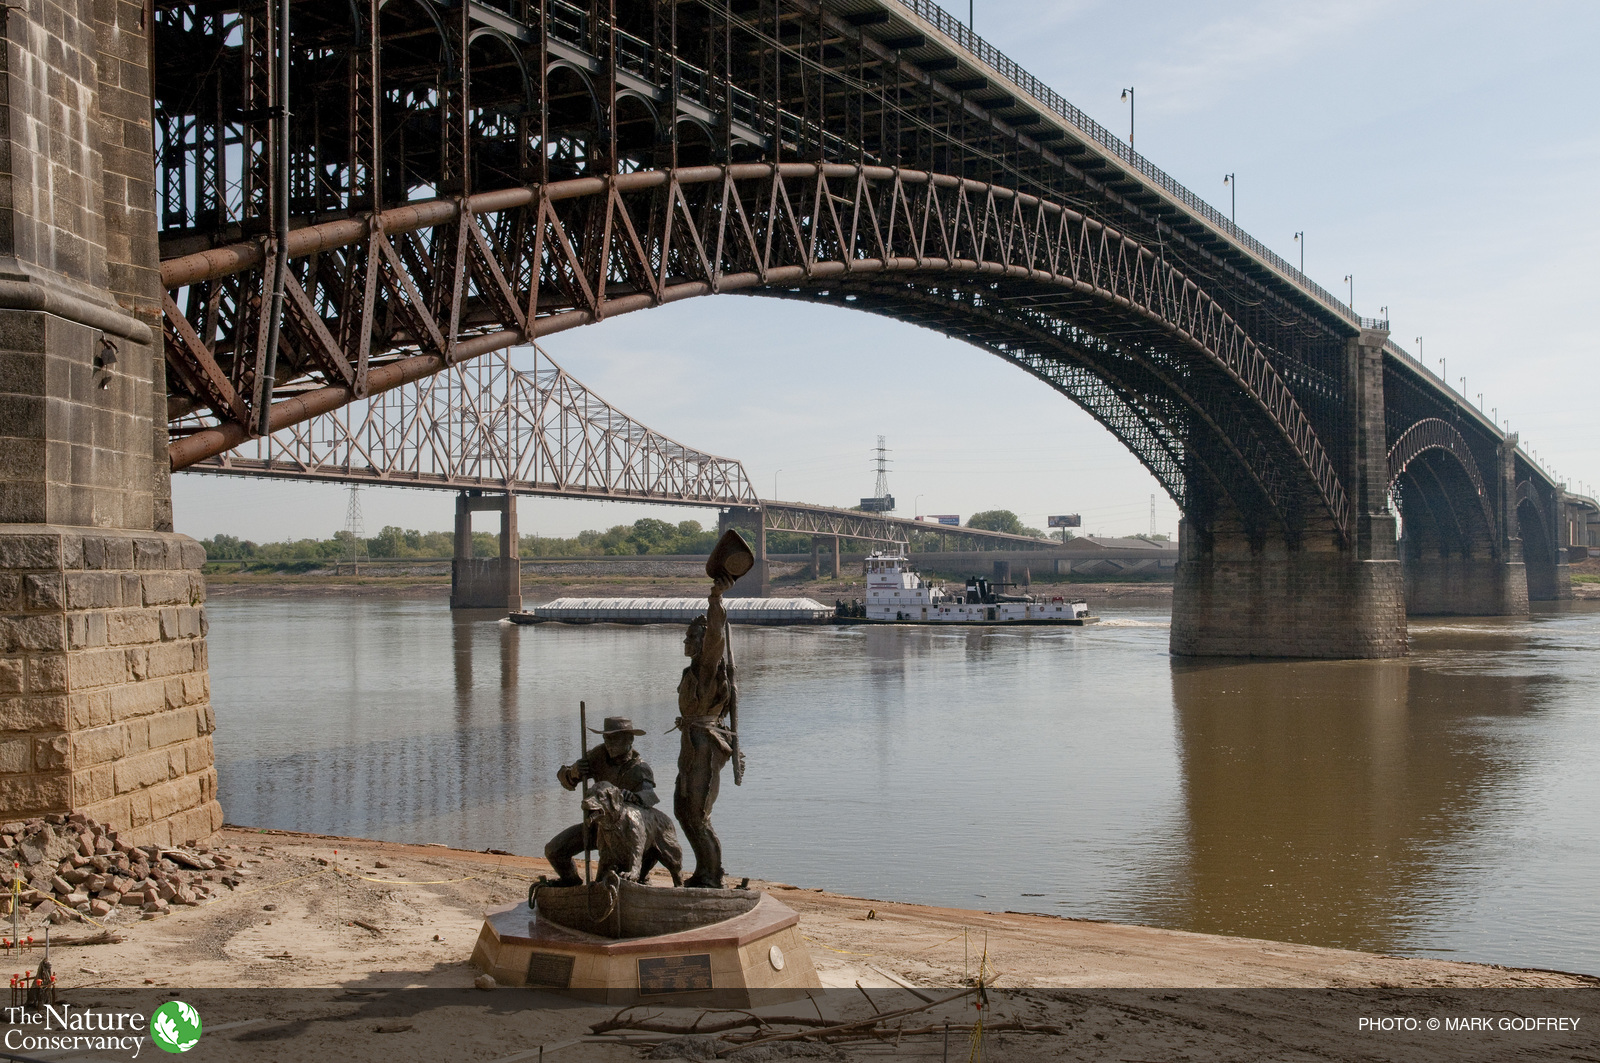 The Nature
Conservancy
PHOTO: © MARK GODFREY